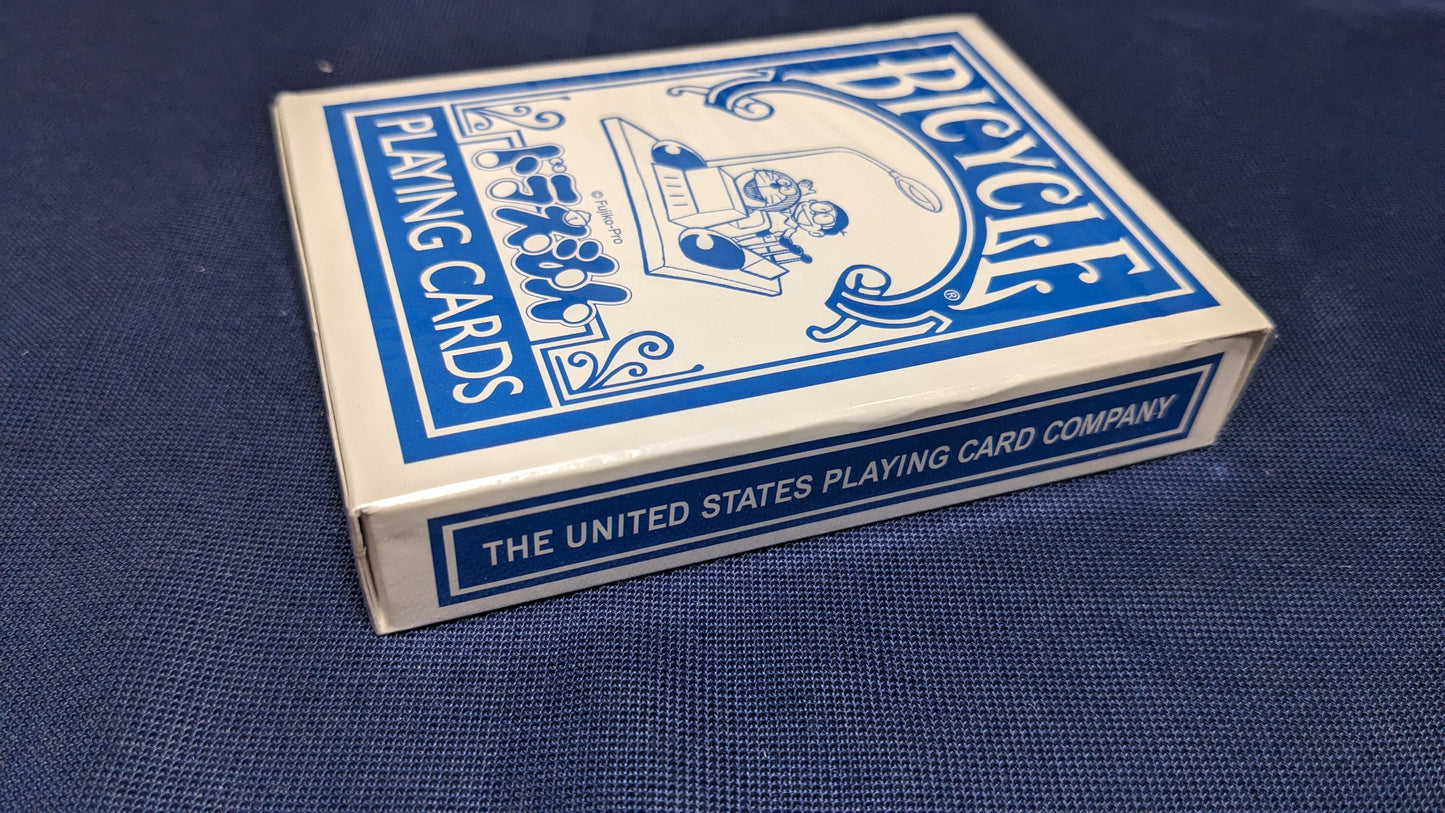 BICYCLE®
© Fujiko-Pro
ドラえもん
PLAYING CARDS
THE UNITED STATES PLAYING CARD COMPANY